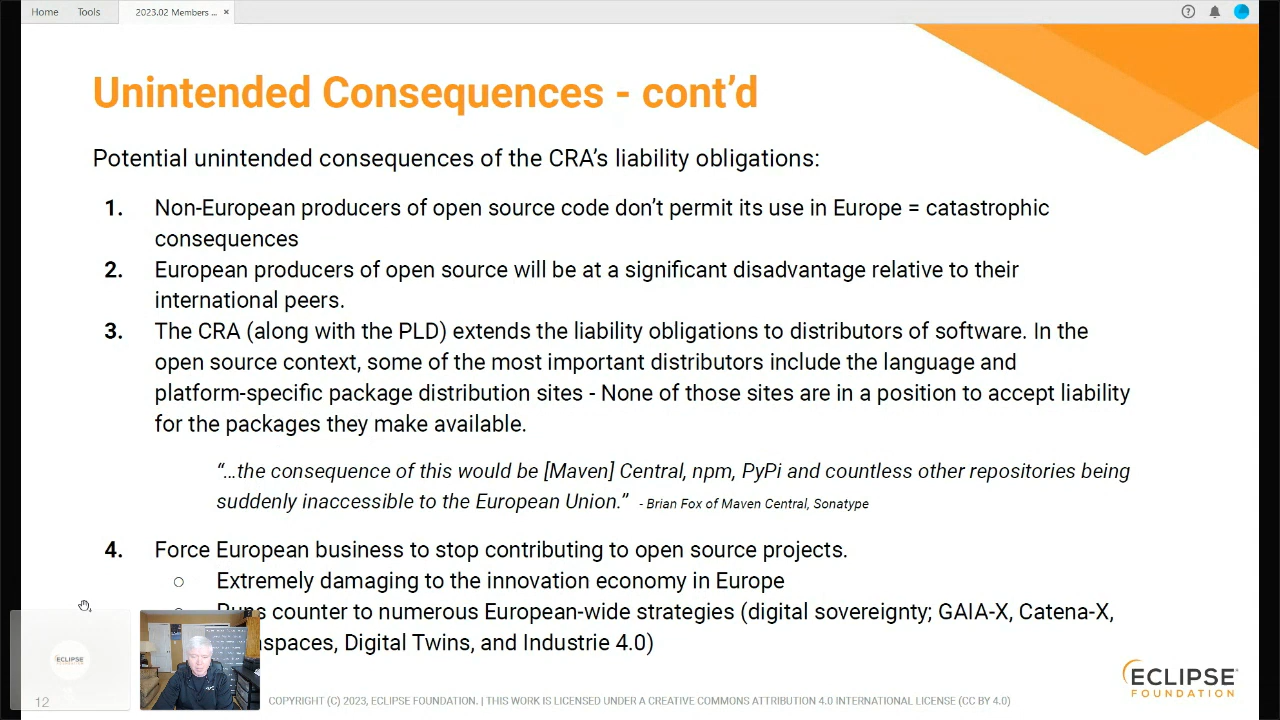 Home Tools 2023.02 Members ... ×
Unintended Consequences - cont’d
Potential unintended consequences of the CRA’s liability obligations:
1. Non-European producers of open source code don’t permit its use in Europe = catastrophic
consequences
2. European producers of open source will be at a significant disadvantage relative to their
international peers.
3. The CRA (along with the PLD) extends the liability obligations to distributors of software. In the
open source context, some of the most important distributors include the language and
platform-specific package distribution sites - None of those sites are in a position to accept liability
for the packages they make available.
“…the consequence of this would be [Maven] Central, npm, PyPi and countless other repositories being
suddenly inaccessible to the European Union.” - Brian Fox of Maven Central, Sonatype
4. Force European business to stop contributing to open source projects.
○ Extremely damaging to the innovation economy in Europe
○ Runs counter to numerous European-wide strategies (digital sovereignty; GAIA-X, Catena-X,
spaces, Digital Twins, and Industrie 4.0)
ECLIPSE
FOUNDATION
ECLIPSE
FOUNDATION
12 COPYRIGHT (C) 2023, ECLIPSE FOUNDATION. | THIS WORK IS LICENSED UNDER A CREATIVE COMMONS ATTRIBUTION 4.0 INTERNATIONAL LICENSE (CC BY 4.0)